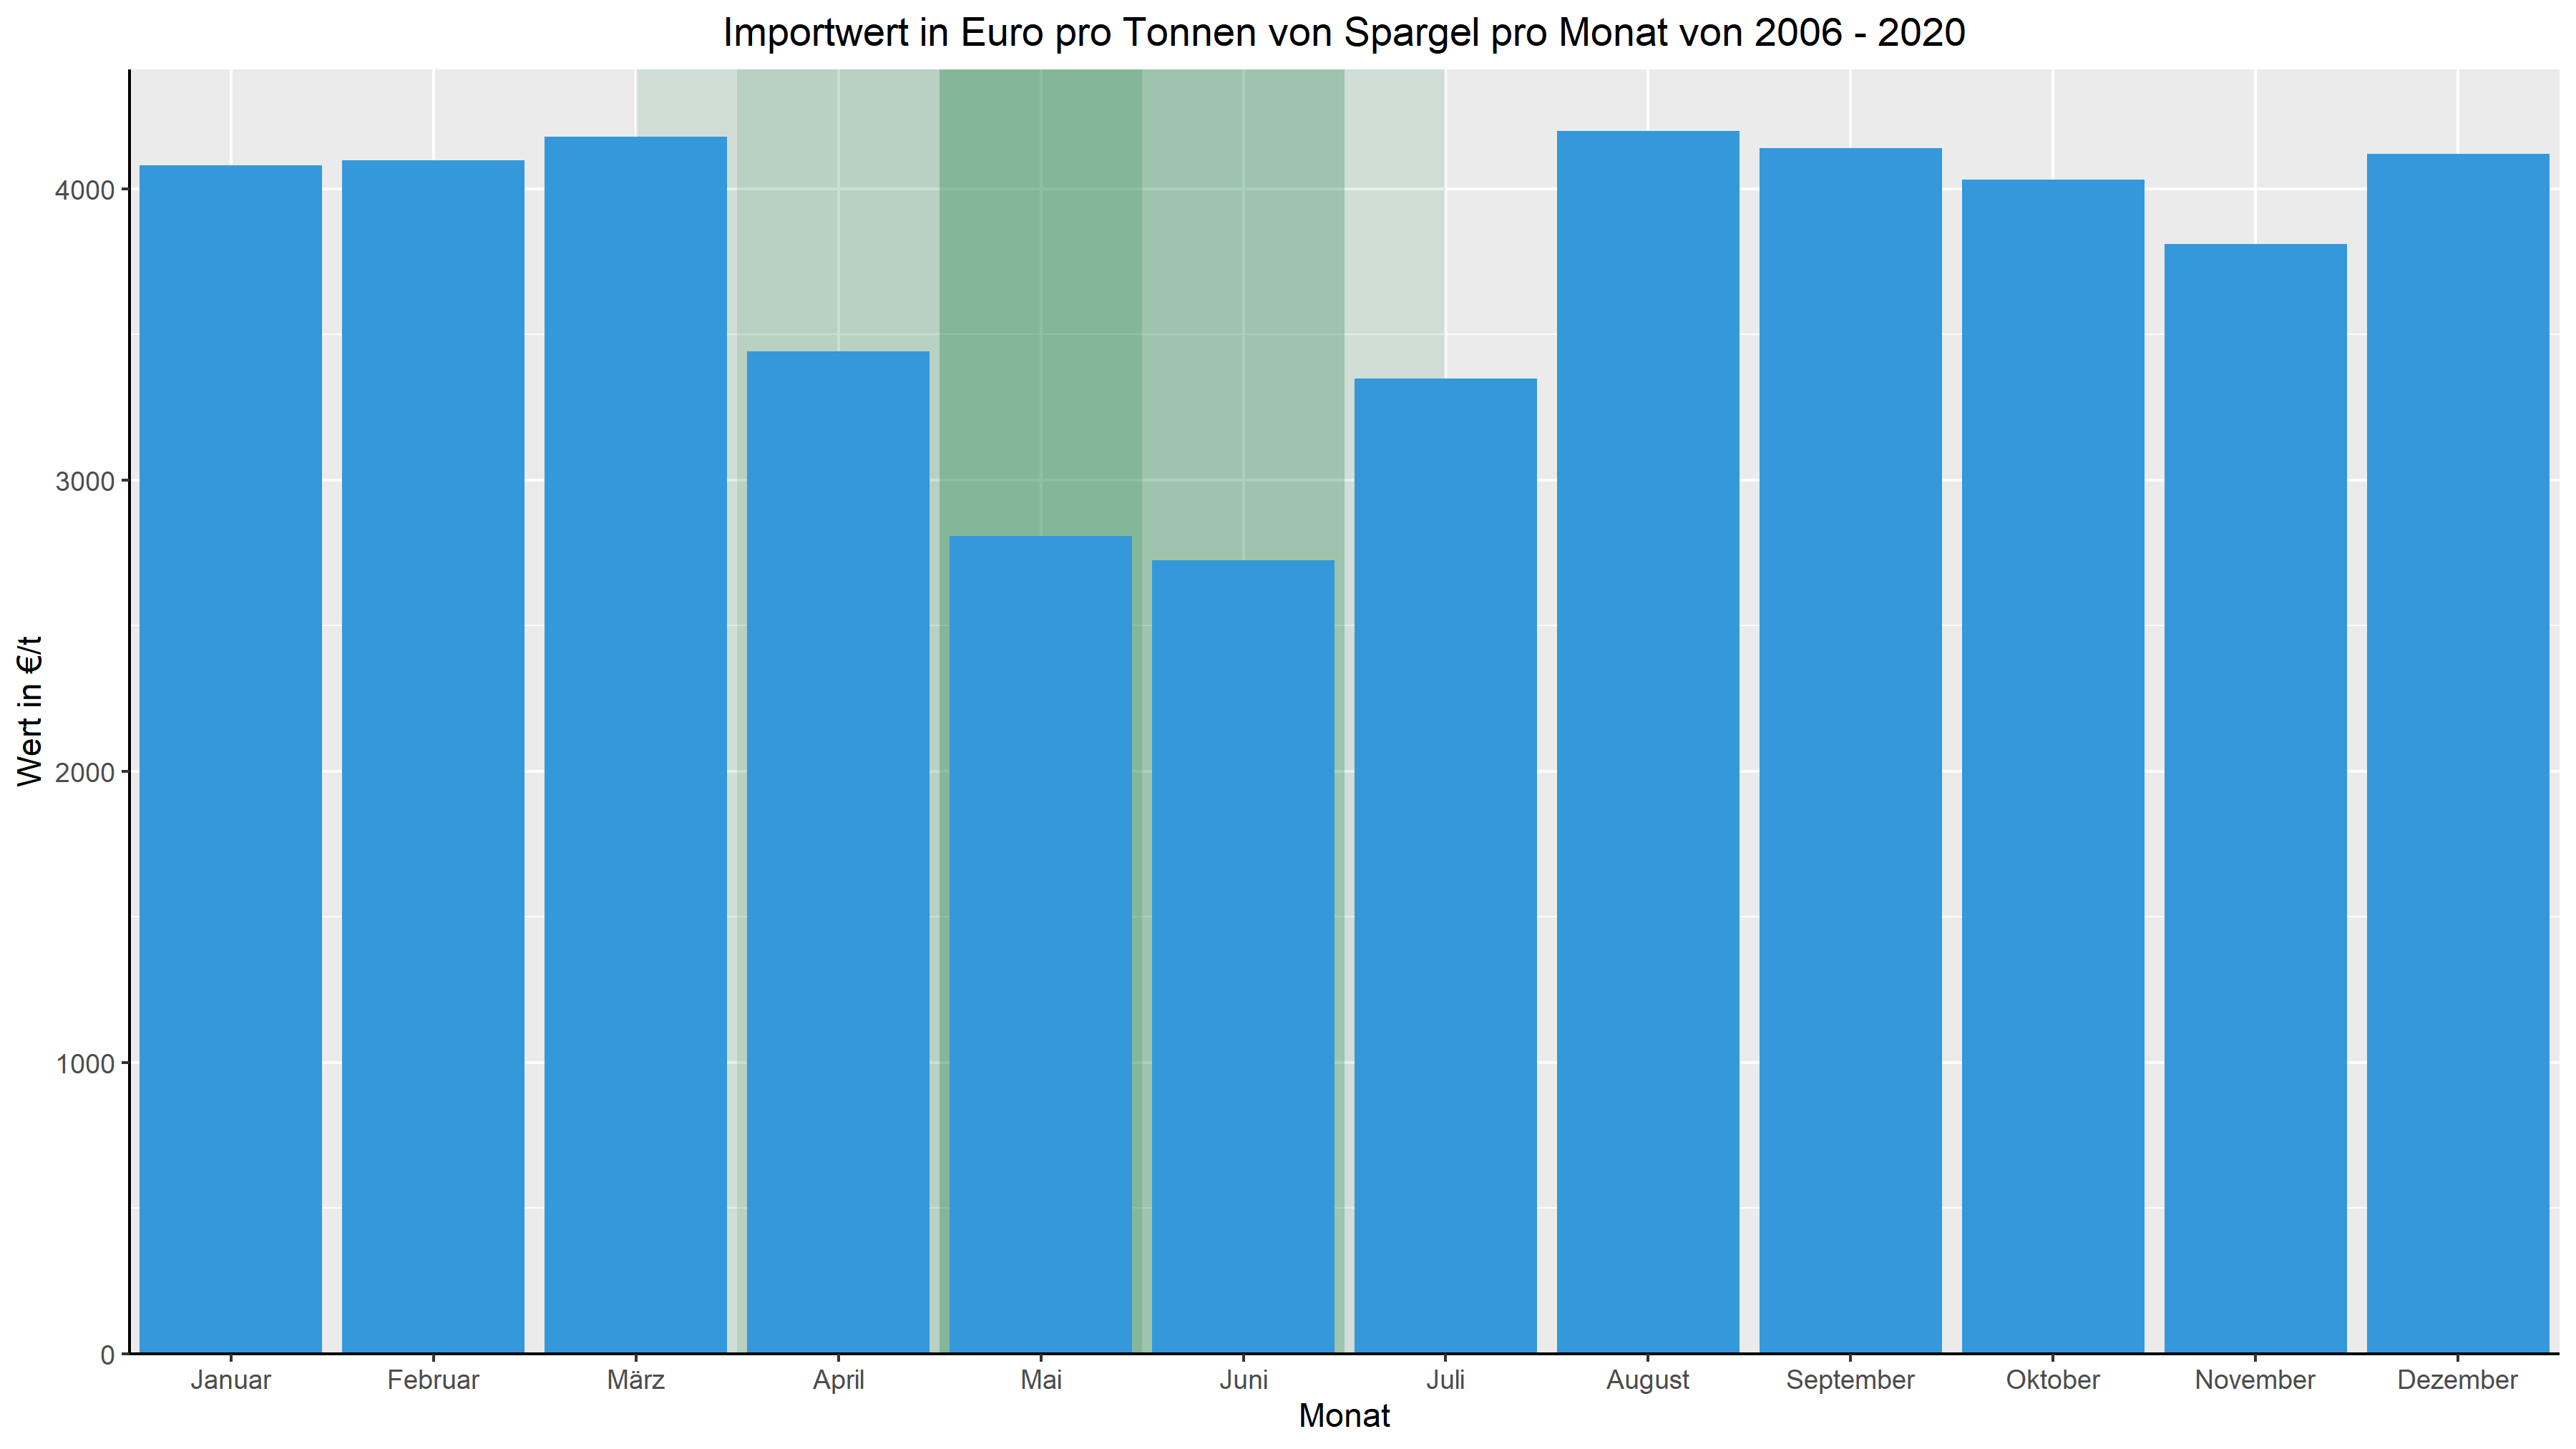 Importwert in Euro pro Tonnen von Spargel pro Monat von 2006 - 2020
Wert in €/t
4000
3000
2000
1000
0
Januar Februar März April Mai Juni Juli August September Oktober November Dezember
Monat